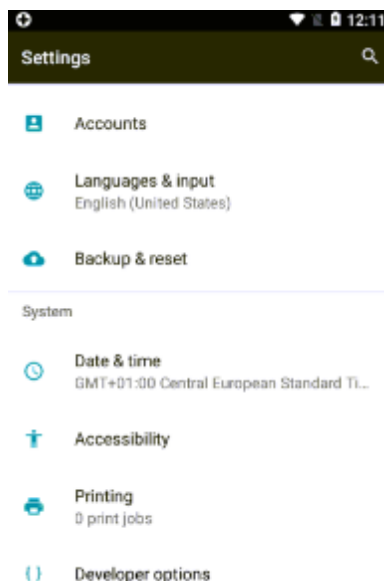 12:11
Settings
Accounts
Languages & input
English (United States)
Backup & reset
System
Date & time
GMT+01:00 Central European Standard Ti...
Accessibility
Printing
0 print jobs
Developer options